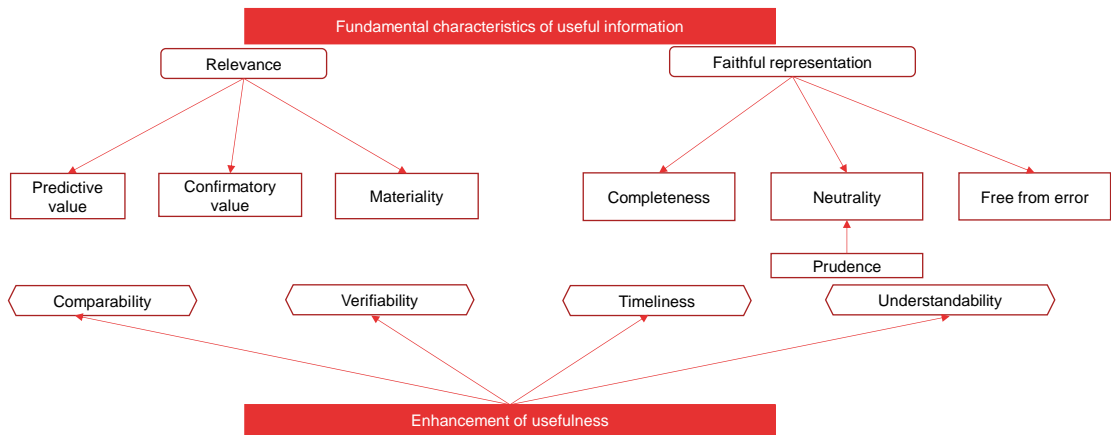 Fundamental characteristics of useful information
Relevance
Faithful representation
Predictive
value
Confirmatory
value
Materiality
Completeness
Neutrality
Free from error
Prudence
Comparability
Verifiability
Timeliness
Understandability
Enhancement of usefulness